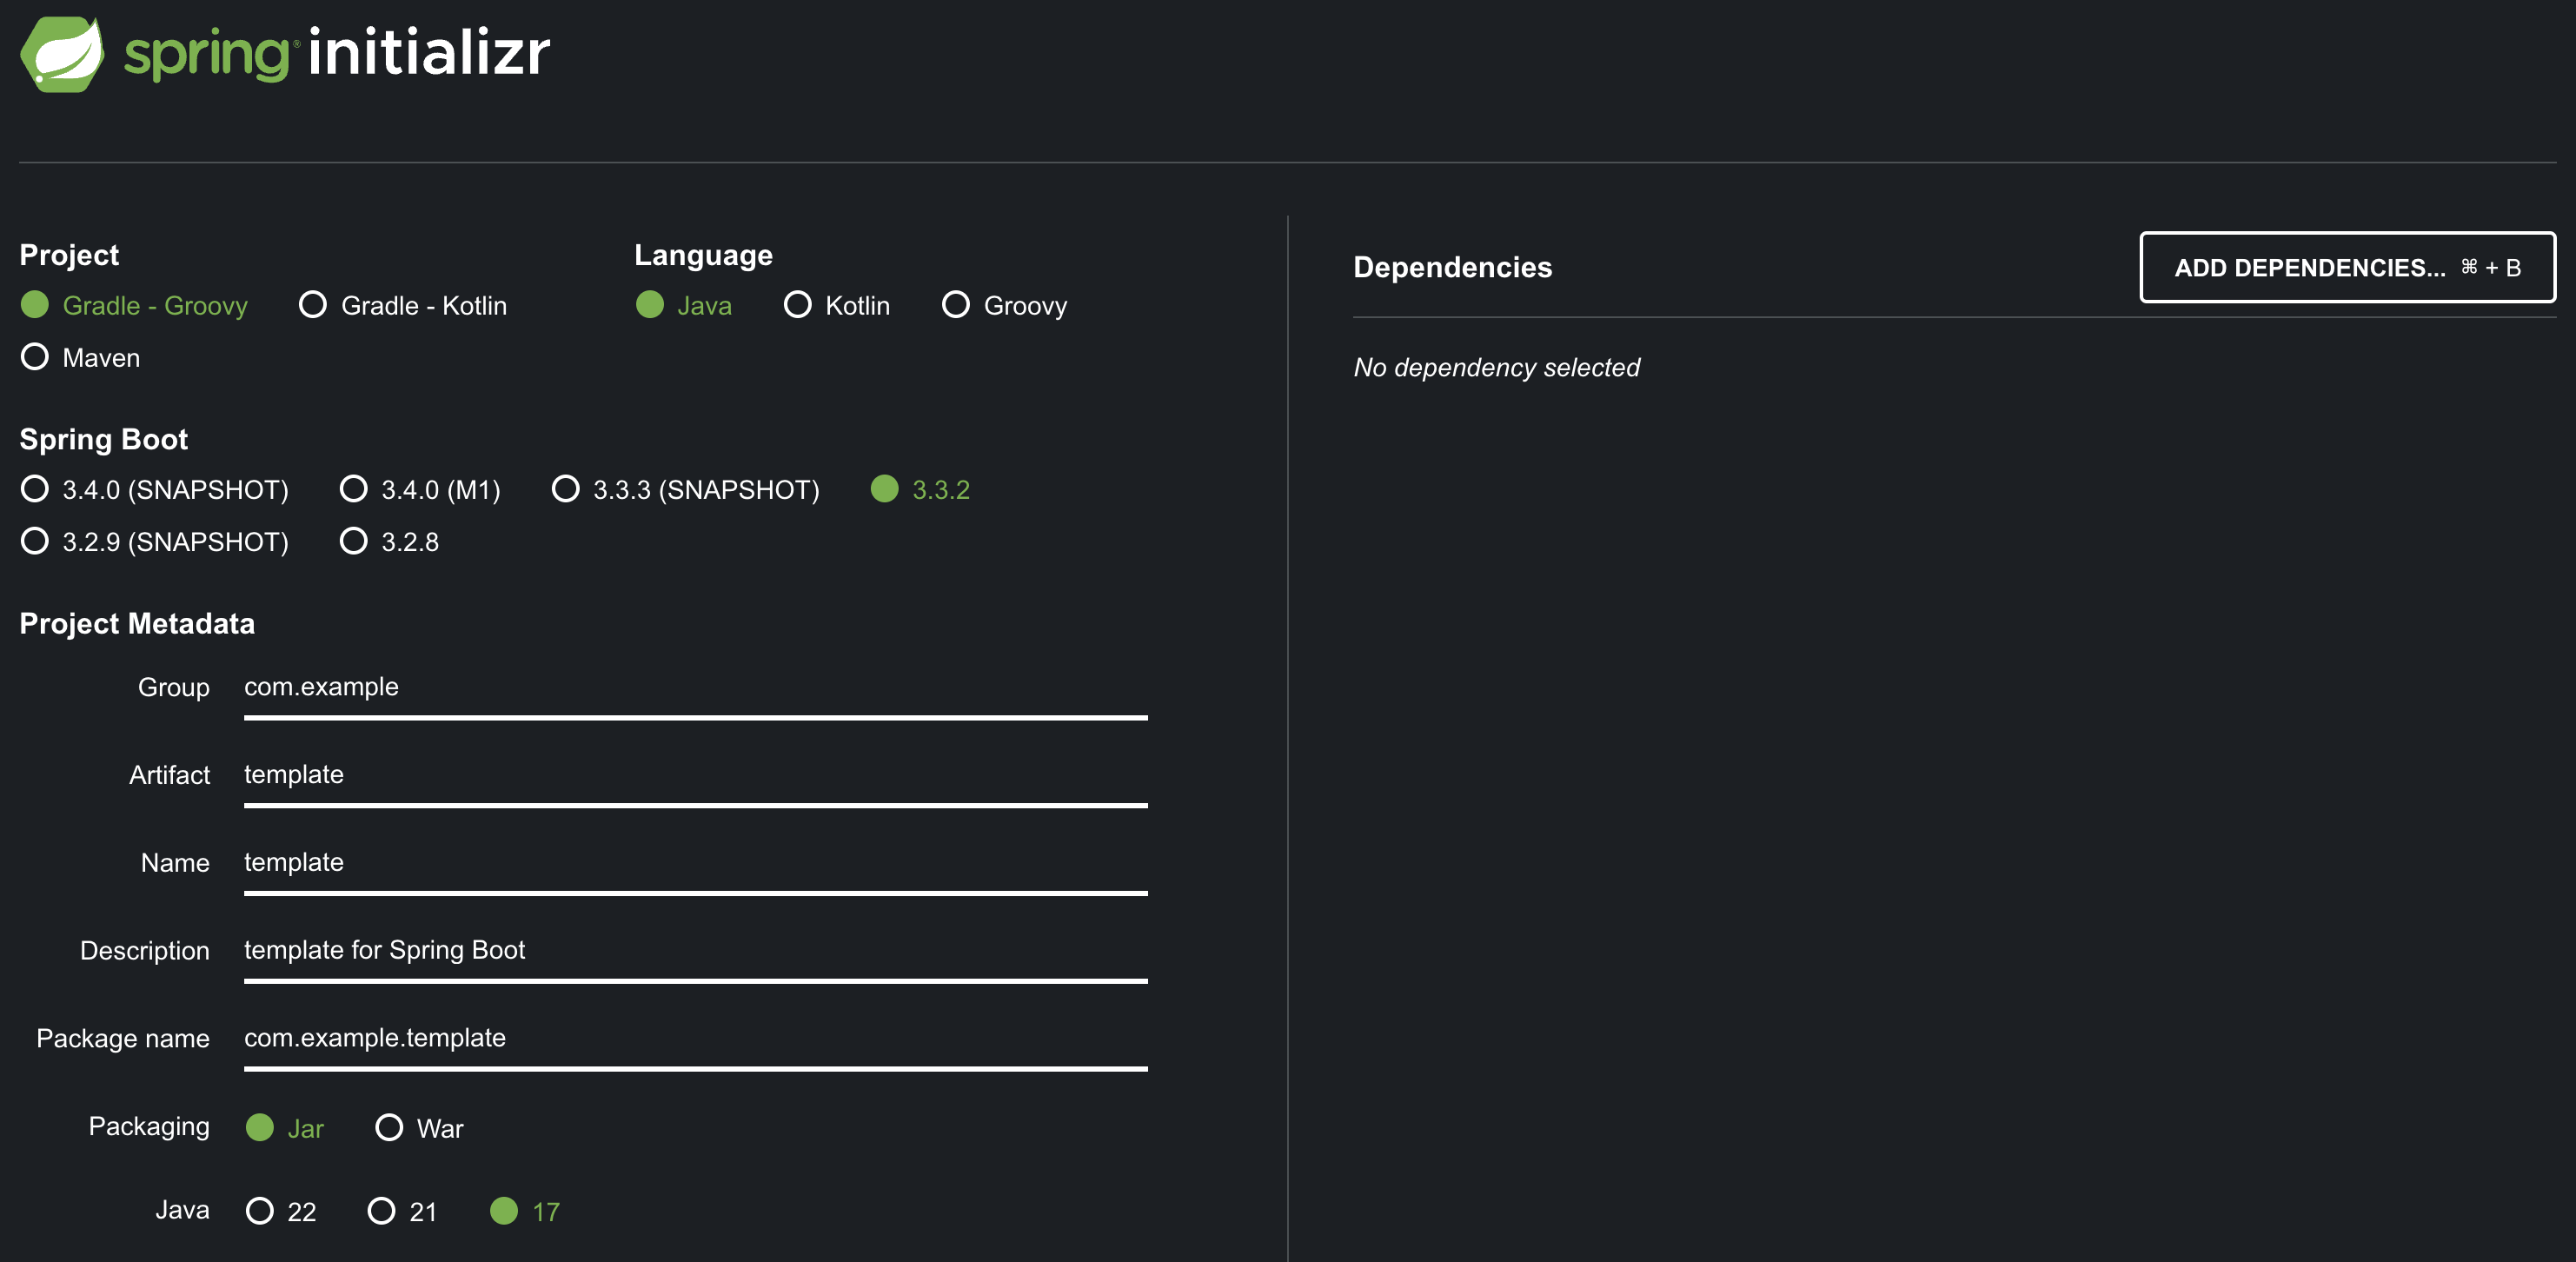 spring® initializr
Project
Gradle - Groovy Gradle - Kotlin
Maven
Language
Java Kotlin Groovy
Spring Boot
3.4.0 (SNAPSHOT) 3.4.0 (M1) 3.3.3 (SNAPSHOT) 3.3.2
3.2.9 (SNAPSHOT) 3.2.8
Project Metadata
Group com.example
Artifact template
Name template
Description template for Spring Boot
Package name com.example.template
Packaging Jar War
Java 22 21 17
Dependencies
ADD DEPENDENCIES... ⌘ + B
No dependency selected